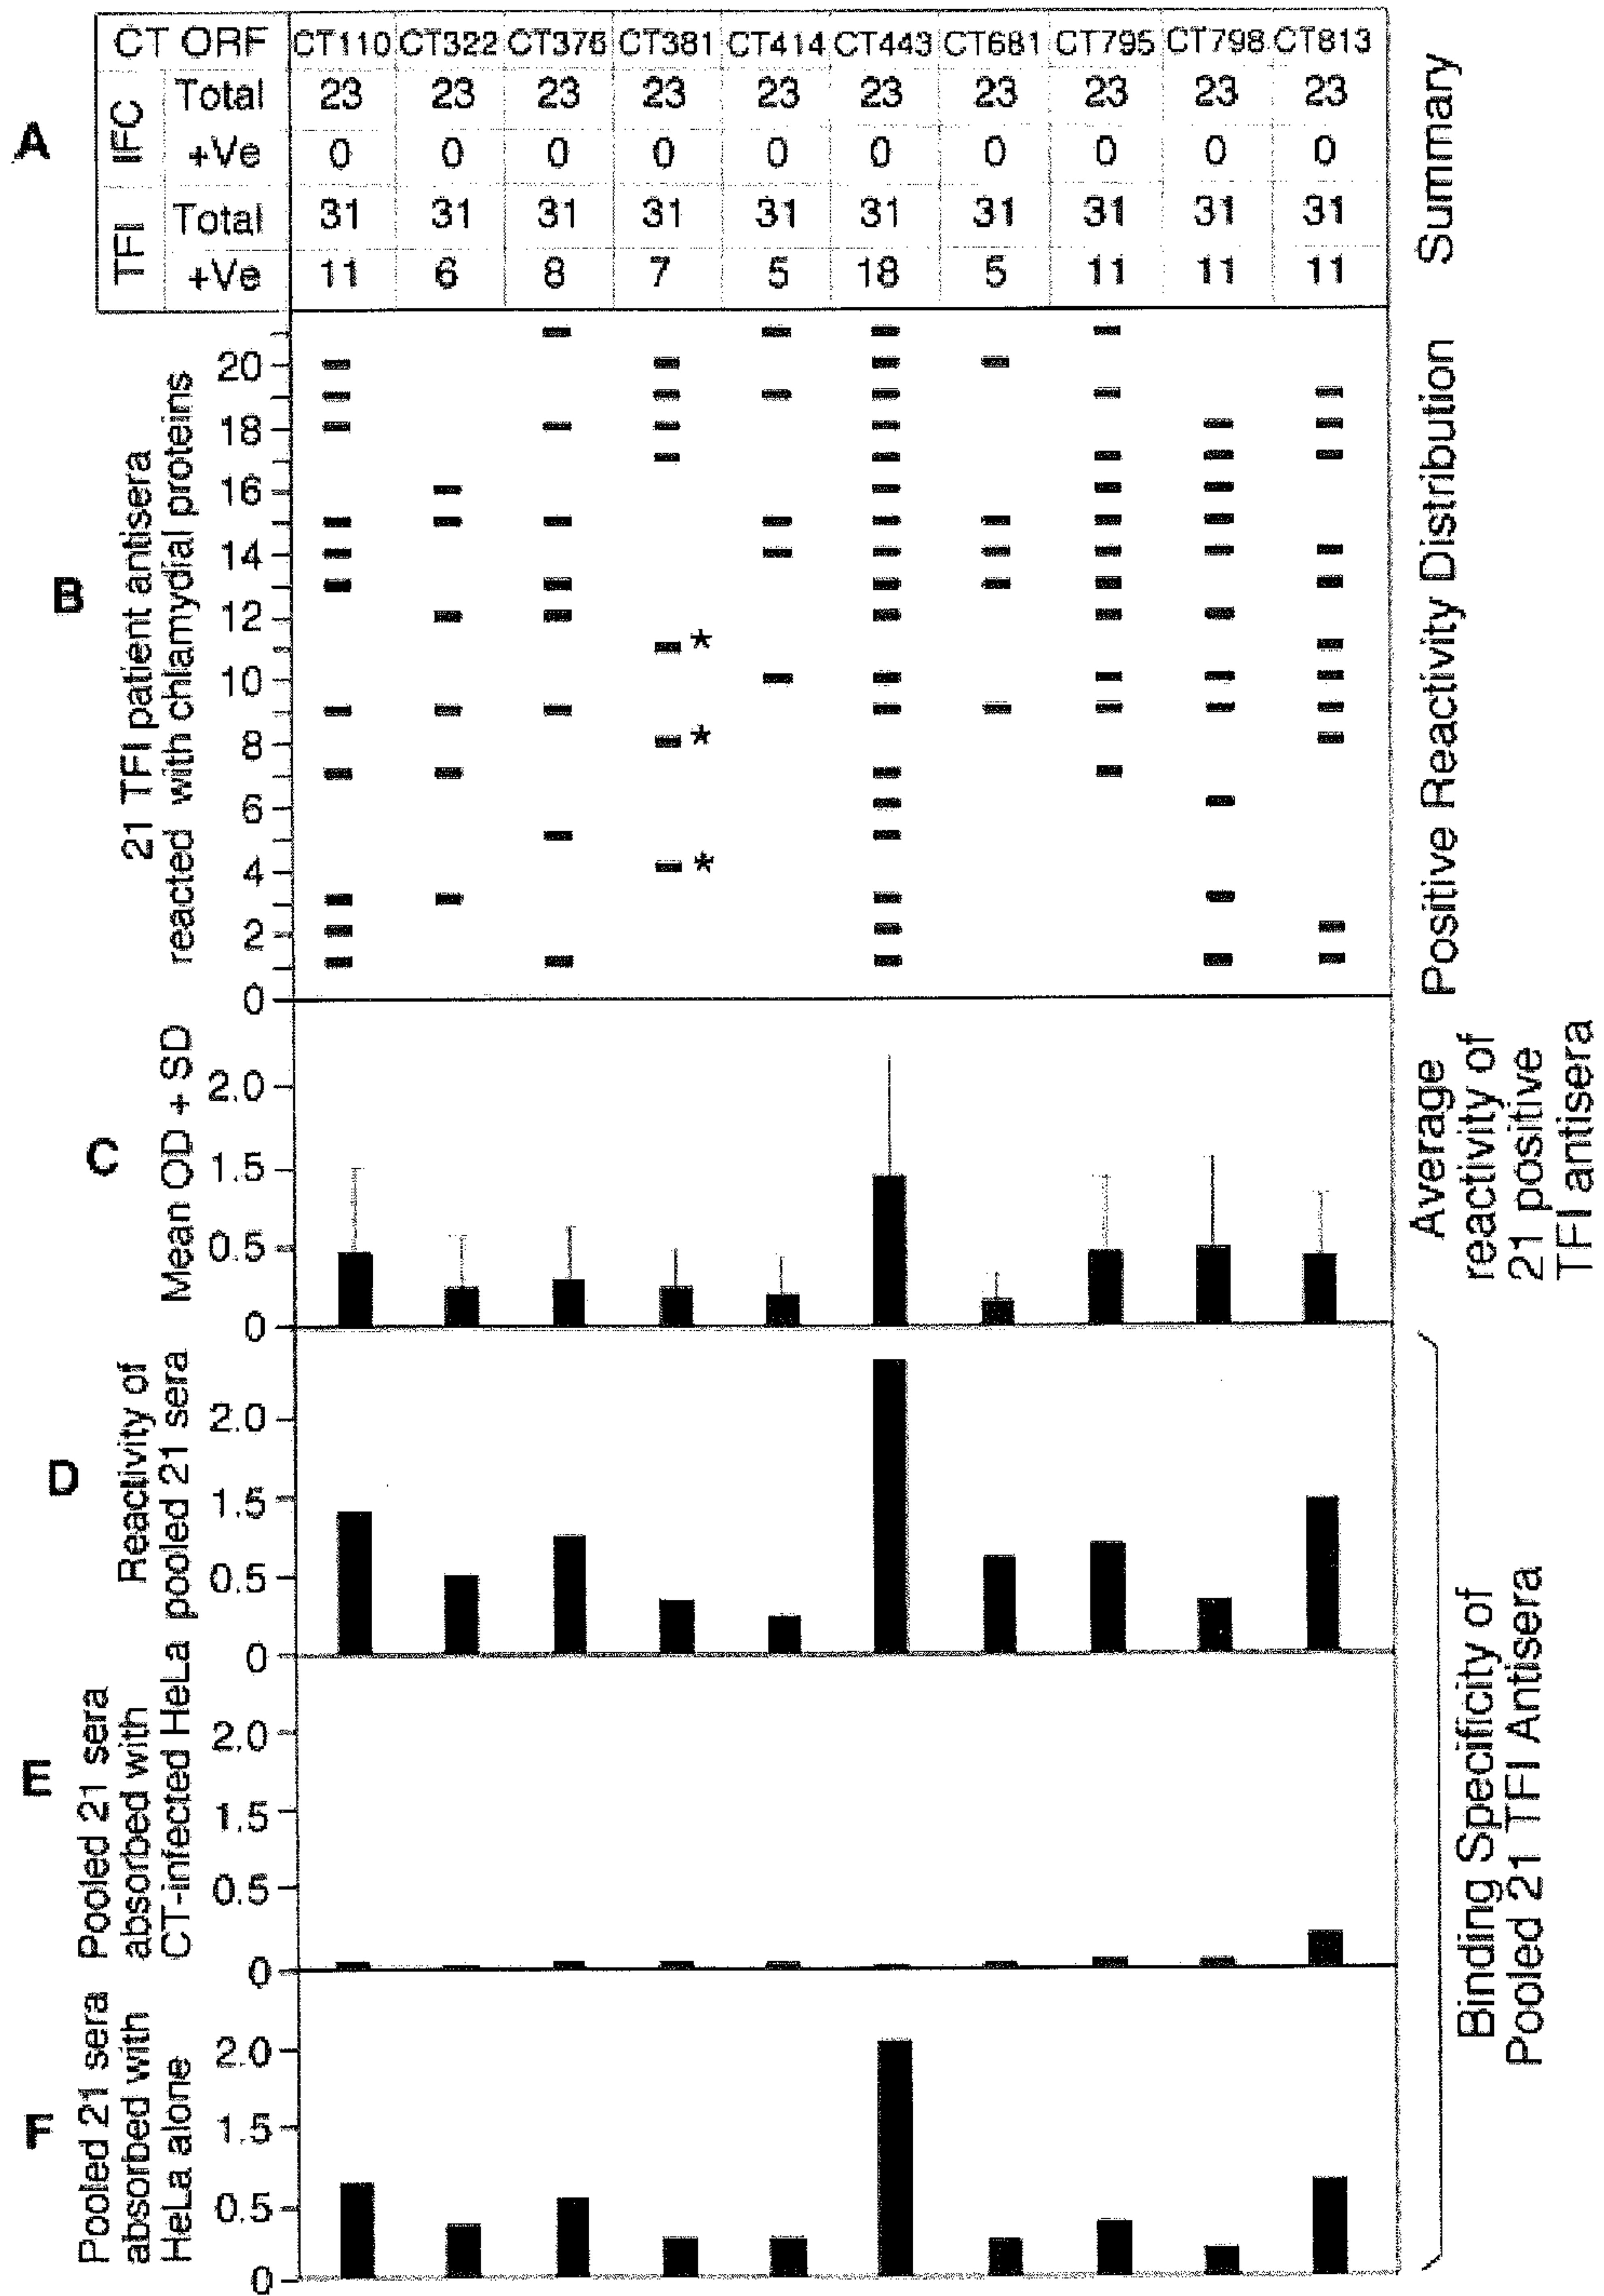 A
CT ORF CT110 CT322 CT376 CT381 CT414 CT443 CT681 CT795 CT798 CT813
IFC Total 23 23 23 23 23 23 23 23 23 23
+Ve 0 0 0 0 0 0 0 0 0 0
TFI Total 31 31 31 31 31 31 31 31 31 31
+Ve 11 6 8 7 5 18 5 11 11 11
Summary
B
21 TFI patient antisera
reacted with chlamydial proteins
20
18
16
14
12
10
8
6
4
2
0
*
*
*
Positive Reactivity Distribution
C
Mean OD + SD
2.0
1.5
0.5
0
Average
reactivity of
21 positive
TFI antisera
D
Reactivity of
pooled 21 sera
2.0
1.5
0.5
0
E
Pooled 21 sera
absorbed with
CT-infected HeLa
2.0
1.5
0.5
0
F
Pooled 21 sera
absorbed with
HeLa alone
2.0
1.5
0.5
0
Binding Specificity of
Pooled 21 TFI Antisera